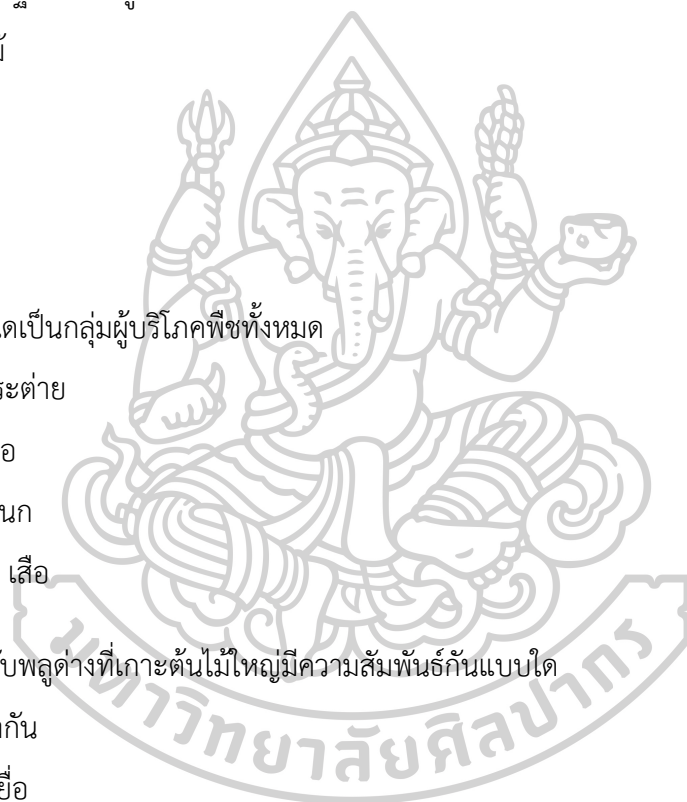 ม้
ดเป็นกลุ่มผู้บริโภคพืชทั้งหมด
ระต่าย
อ
นก
เสือ
ับพลูด่างที่เกาะต้นไม้ใหญ่มีความสัมพันธ์กันแบบใด
ากัน
ยื่อ
มหาวิทยาลัยศิลปากร